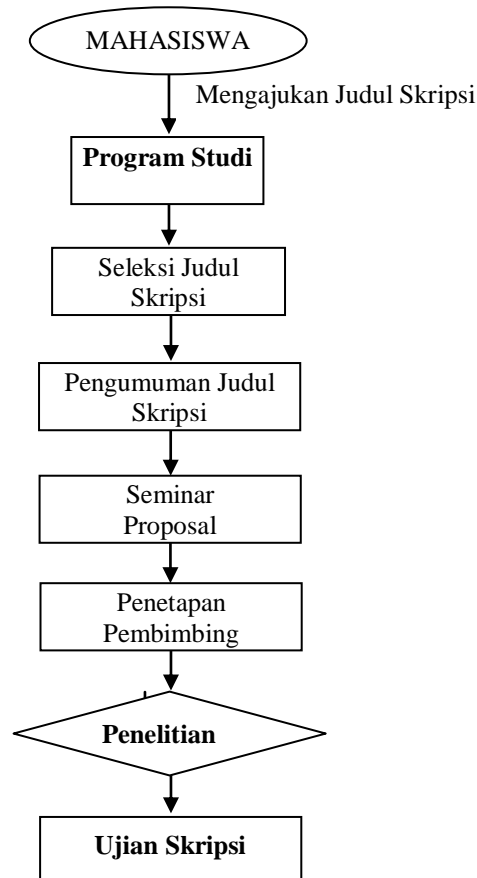 MAHASISWA
Mengajukan Judul Skripsi
Program Studi
Seleksi Judul
Skripsi
Pengumuman Judul
Skripsi
Seminar
Proposal
Penetapan
Pembimbing
Penelitian
Ujian Skripsi